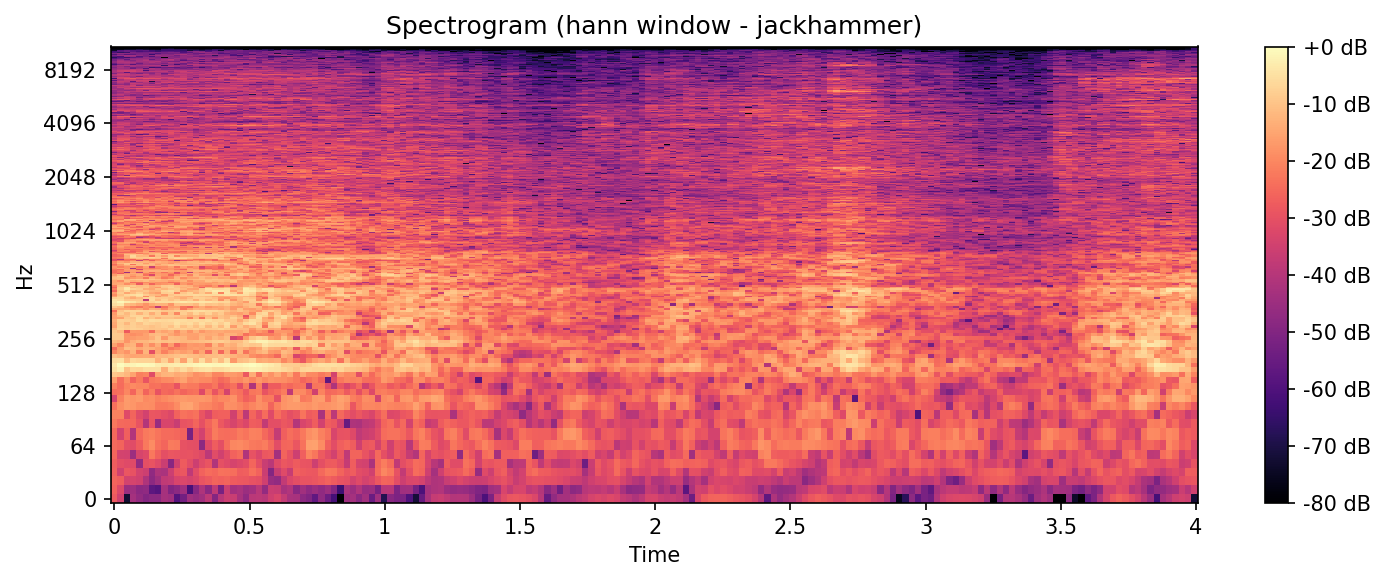 Spectrogram (hann window - jackhammer)
Hz
8192
4096
2048
1024
512
256
128
64
0
0 0.5 1 1.5 2 2.5 3 3.5 4
Time
+0 dB
-10 dB
-20 dB
-30 dB
-40 dB
-50 dB
-60 dB
-70 dB
-80 dB